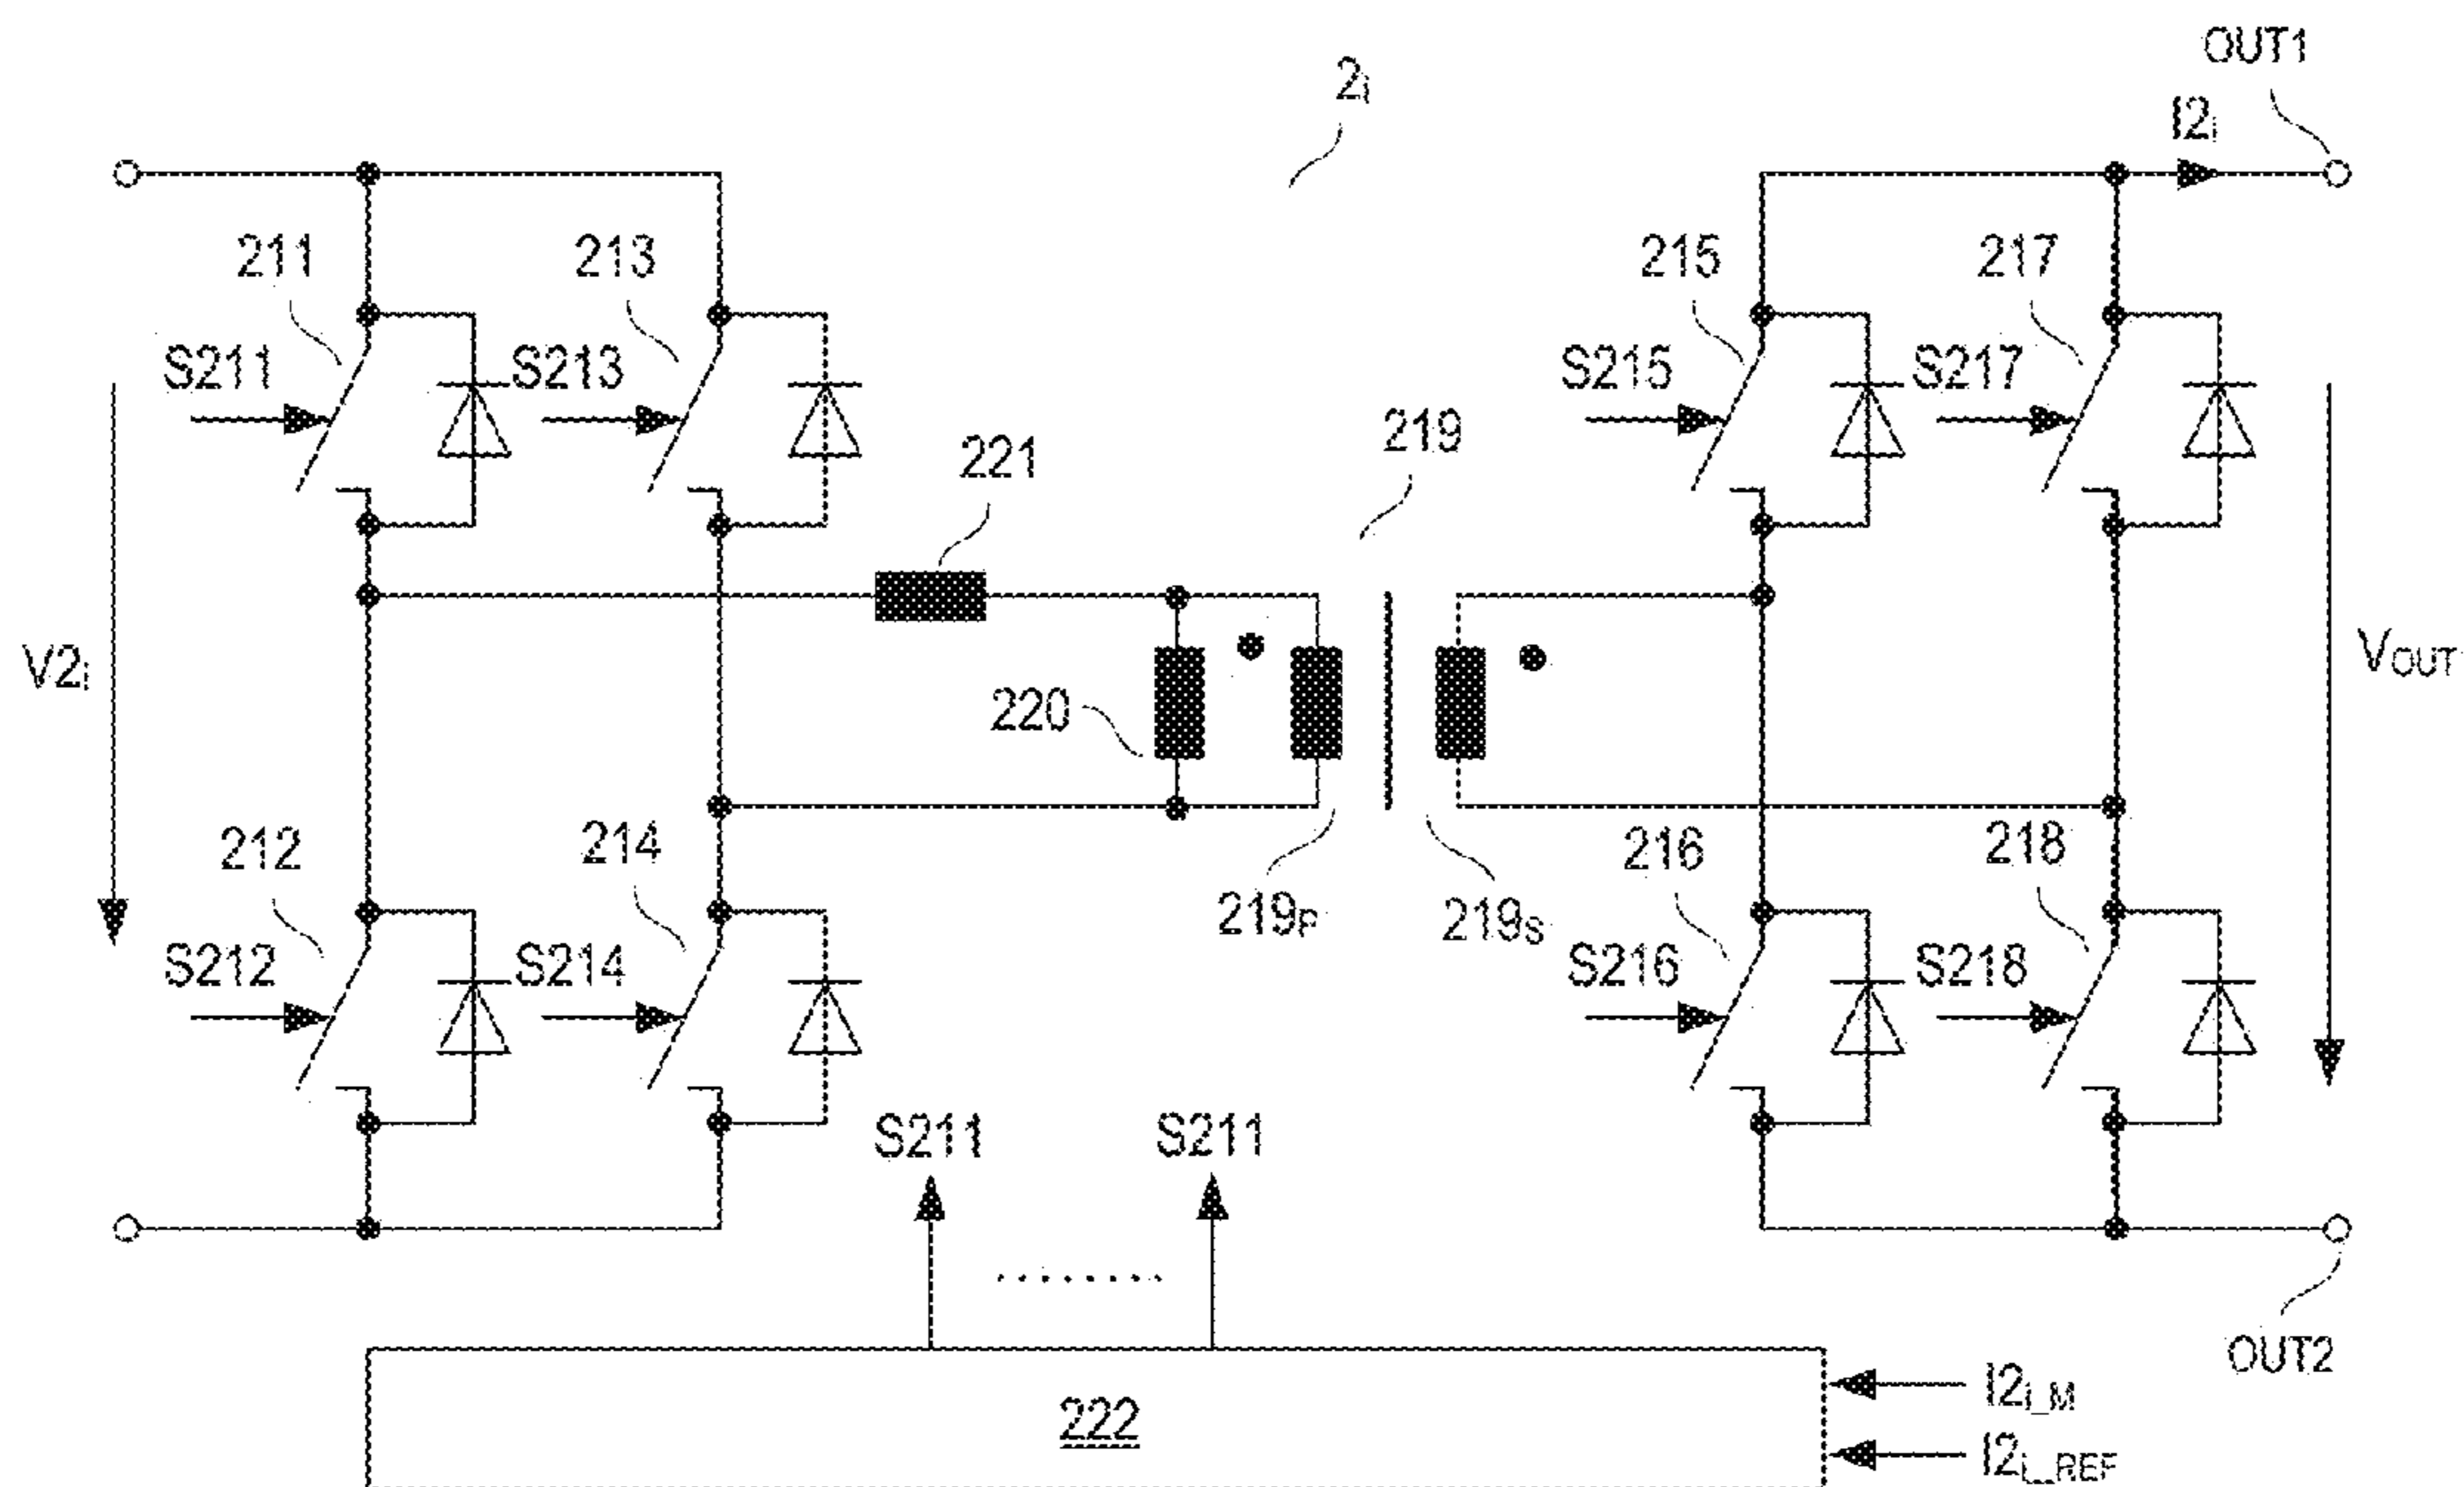 OUT1
2i
I2i
211
213
215
217
S211
S213
S215
S217
219
221
V2i
VOUT
220
212
214
216
218
219P
219S
S212
S214
S216
S218
S211
S211
........
OUT2
222
I2i_M
I2i_REF